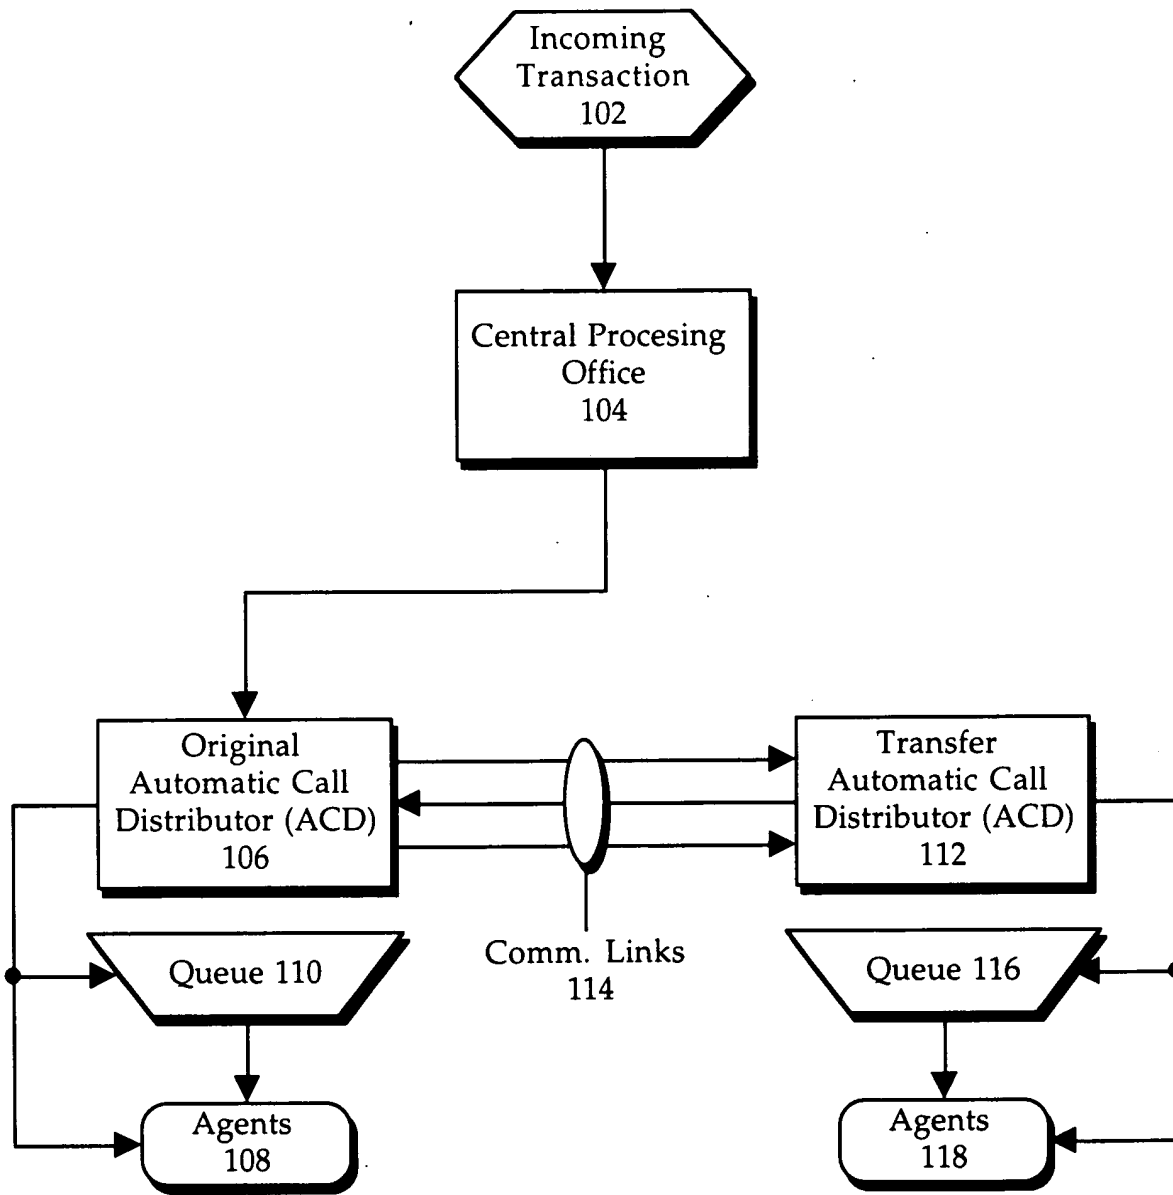 Incoming
Transaction
102
Central Procesing
Office
104
Original
Automatic Call
Distributor (ACD)
106
Transfer
Automatic Call
Distributor (ACD)
112
Comm. Links
114
Queue 110
Queue 116
Agents
108
Agents
118